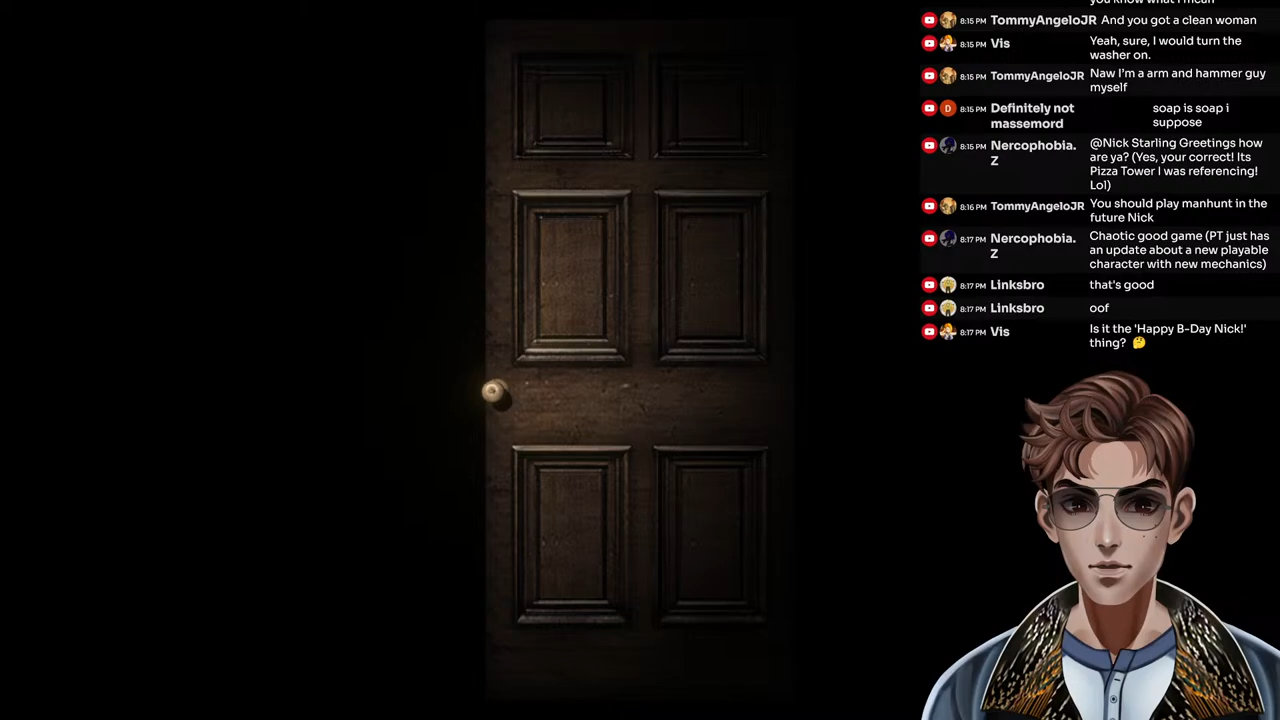 you know what I mean
8:15 PM TommyAngeloJR And you got a clean woman
8:15 PM Vis Yeah, sure, I would turn the
washer on.
8:15 PM TommyAngeloJR Naw I'm a arm and hammer guy
myself
8:15 PM Definitely not massemord soap is soap i
suppose
8:15 PM Nercophobia.Z @Nick Starling Greetings how
are ya? (Yes, your correct! Its
Pizza Tower I was referencing!
Lol)
8:16 PM TommyAngeloJR You should play manhunt in the
future Nick
8:17 PM Nercophobia.Z Chaotic good game (PT just has
an update about a new playable
character with new mechanics)
8:17 PM Linksbro that's good
8:17 PM Linksbro oof
8:17 PM Vis Is it the 'Happy B-Day Nick!'
thing? 🤔